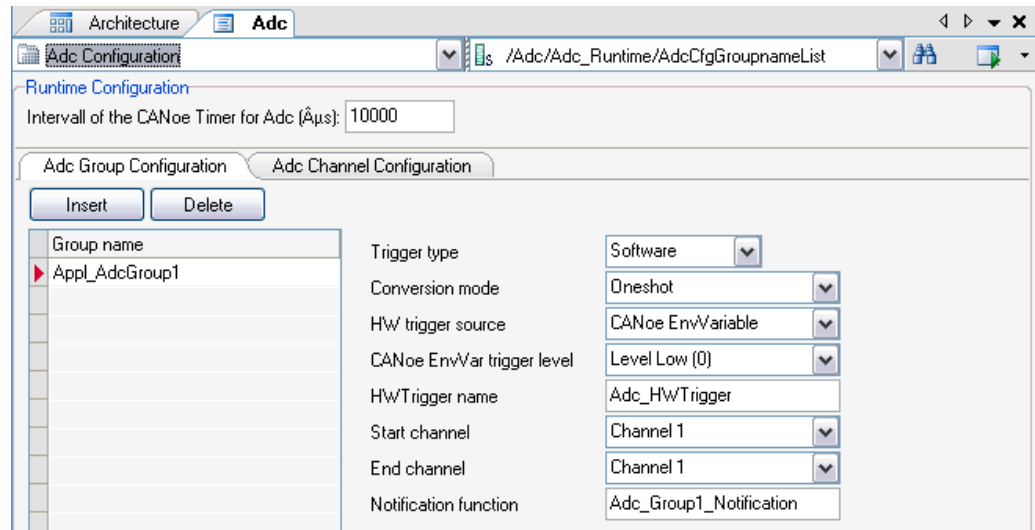 Architecture Adc
Adc Configuration /Adc/Adc_Runtime/AdcCfgGroupnameList
Runtime Configuration
Intervall of the CANoe Timer for Adc (Âµs): 10000
Adc Group Configuration Adc Channel Configuration
Insert Delete
Group name
Appl_AdcGroup1
Trigger type Software
Conversion mode Oneshot
HW trigger source CANoe EnvVariable
CANoe EnvVar trigger level Level Low (0)
HWTrigger name Adc_HWTrigger
Start channel Channel 1
End channel Channel 1
Notification function Adc_Group1_Notification